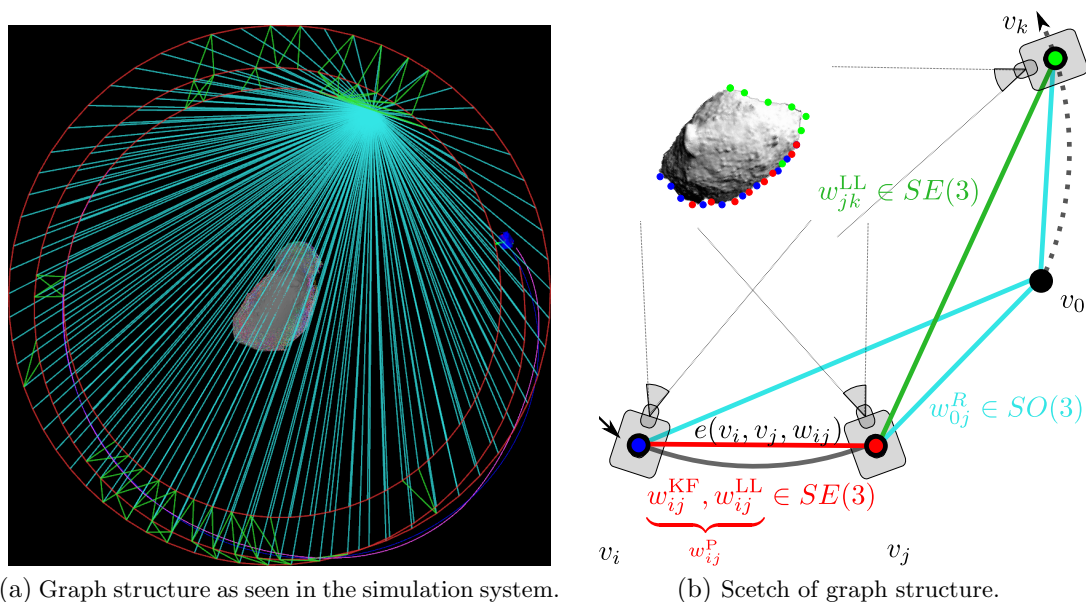 v_k
w_{jk}^{LL} ∈ SE(3)
v_0
w_{0j}^{R} ∈ SO(3)
e(v_i, v_j, w_{ij})
w_{ij}^{KF}, w_{ij}^{LL} ∈ SE(3)
w_{ij}^{P}
v_i
v_j
(a) Graph structure as seen in the simulation system.
(b) Scetch of graph structure.